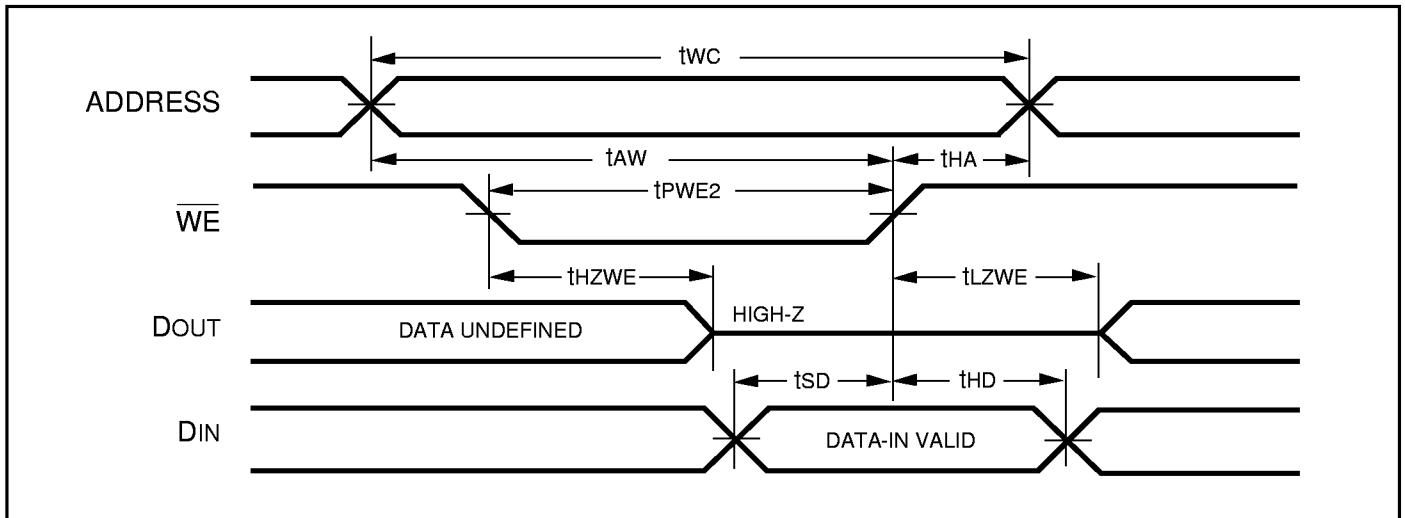 tWC
ADDRESS
tAW
tHA
tPWE2
WE
tHZWE
tLZWE
DOUT
DATA UNDEFINED
HIGH-Z
tSD
tHD
DIN
DATA-IN VALID